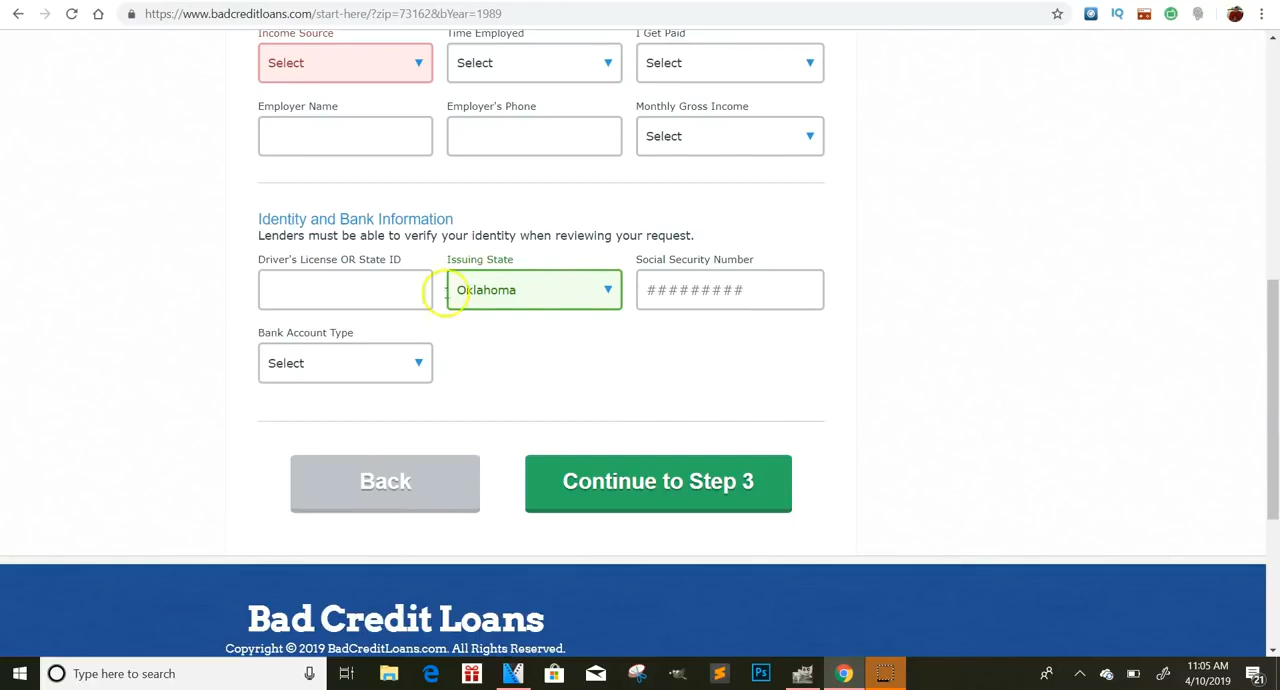 https://www.badcreditloans.com/start-here/?zip=73162&bYear=1989
Income Source
Time Employed
I Get Paid
Select
Select
Select
Employer Name
Employer's Phone
Monthly Gross Income
Select
Identity and Bank Information
Lenders must be able to verify your identity when reviewing your request.
Driver's License OR State ID
Issuing State
Social Security Number
Oklahoma
#########
Bank Account Type
Select
Back
Continue to Step 3
Bad Credit Loans
Copyright © 2019 BadCreditLoans.com. All Rights Reserved.
Type here to search
11:05 AM
4/10/2019
21